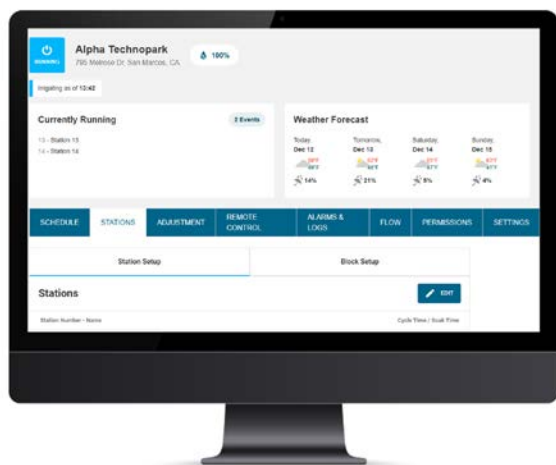 RUNNING
Alpha Technopark
795 Melrose Dr, San Marcos, CA
100%
Irrigating as of 13:42
Currently Running
2 Events
13 - Station 13
14 - Station 14
Weather Forecast
Today, Tomorrow, Saturday, Sunday,
Dec 12 Dec 13 Dec 14 Dec 15
14% 21% 5% 4%
SCHEDULE STATIONS ADJUSTMENT REMOTE CONTROL ALARMS & LOGS FLOW PERMISSIONS SETTINGS
Station Setup Block Setup
Stations
EDIT
Station Number - Name Cycle Time / Soak Time